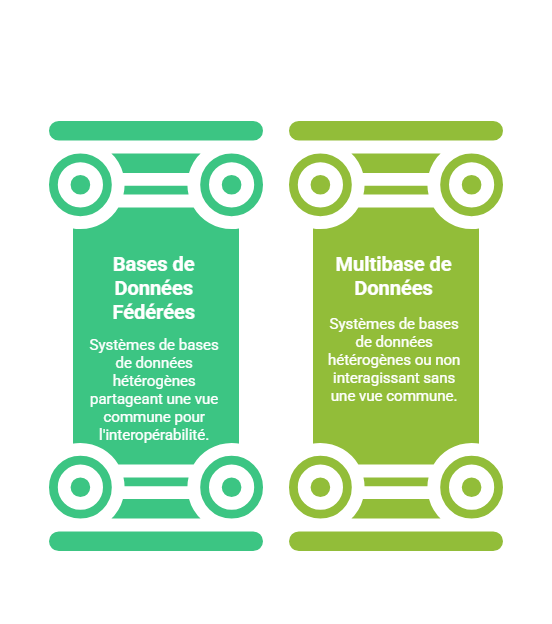 Bases de
Données
Fédérées
Systèmes de bases
de données
hétérogènes
partageant une vue
commune pour
l'interopérabilité.
Multibase de
Données
Systèmes de bases
de données
hétérogènes ou non
interagissant sans
une vue commune.